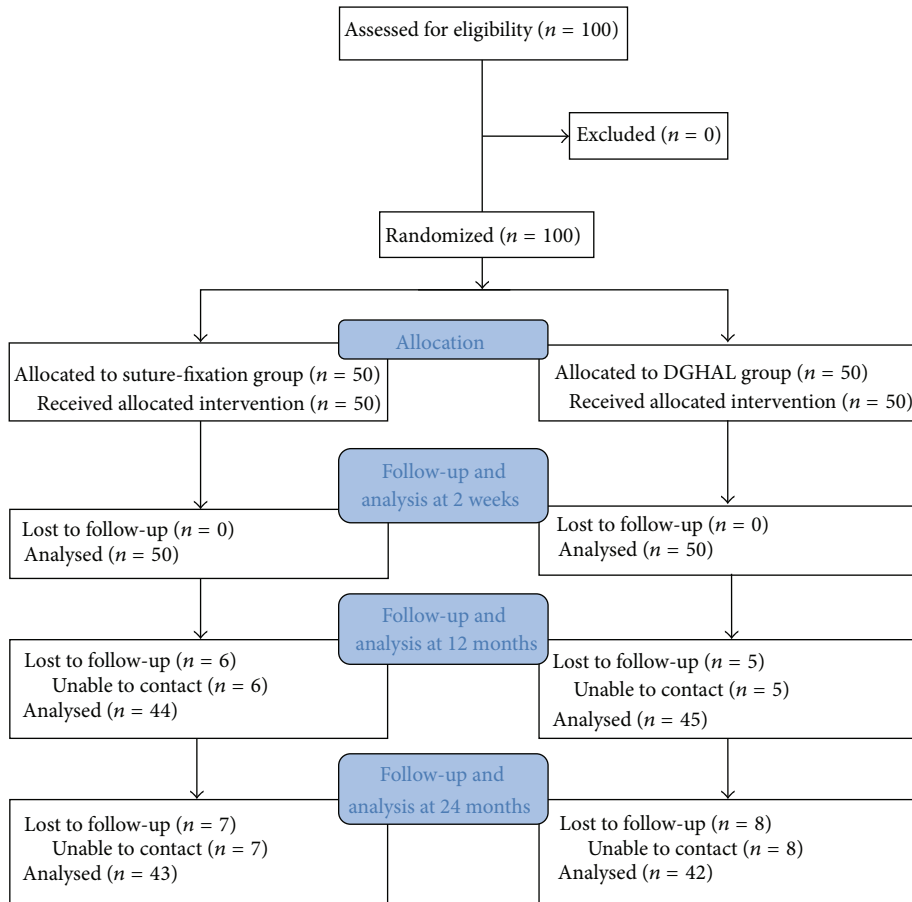 Assessed for eligibility (n = 100)
Excluded (n = 0)
Randomized (n = 100)
Allocation
Allocated to suture-fixation group (n = 50)
Received allocated intervention (n = 50)
Allocated to DGHAL group (n = 50)
Received allocated intervention (n = 50)
Follow-up and
analysis at 2 weeks
Lost to follow-up (n = 0)
Analysed (n = 50)
Lost to follow-up (n = 0)
Analysed (n = 50)
Follow-up and
analysis at 12 months
Lost to follow-up (n = 6)
Unable to contact (n = 6)
Analysed (n = 44)
Lost to follow-up (n = 5)
Unable to contact (n = 5)
Analysed (n = 45)
Follow-up and
analysis at 24 months
Lost to follow-up (n = 7)
Unable to contact (n = 7)
Analysed (n = 43)
Lost to follow-up (n = 8)
Unable to contact (n = 8)
Analysed (n = 42)